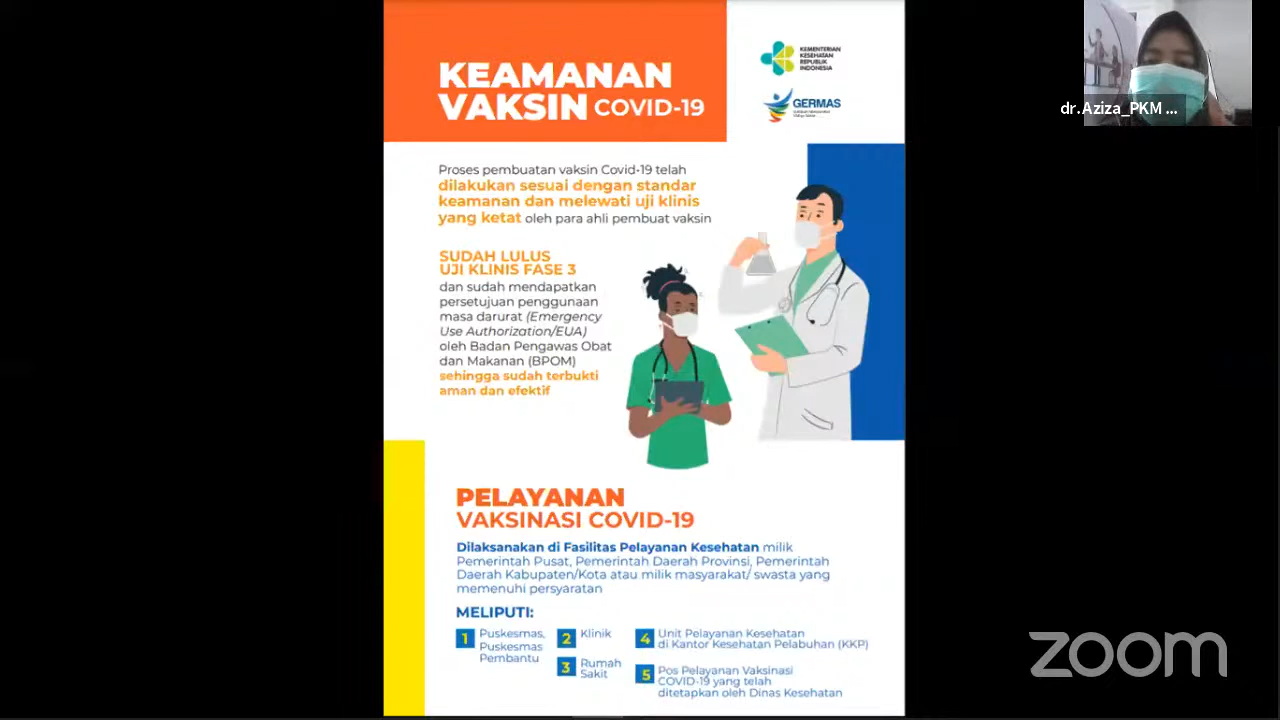 KEAMANAN
VAKSIN COVID-19
KEMENTERIAN
KESEHATAN
REPUBLIK
INDONESIA
GERMAS
dr.Aziza_PKM ...
Proses pembuatan vaksin Covid-19 telah
dilakukan sesuai dengan standar
keamanan dan melewati uji klinis
yang ketat oleh para ahli pembuat vaksin
SUDAH LULUS
UJI KLINIS FASE 3
dan sudah mendapatkan
persetujuan penggunaan
masa darurat (Emergency
Use Authorization/EUA)
oleh Badan Pengawas Obat
dan Makanan (BPOM)
sehingga sudah terbukti
aman dan efektif
PELAYANAN
VAKSINASI COVID-19
Dilaksanakan di Fasilitas Pelayanan Kesehatan milik
Pemerintah Pusat, Pemerintah Daerah Provinsi, Pemerintah
Daerah Kabupaten/Kota atau milik masyarakat/ swasta yang
memenuhi persyaratan
MELIPUTI:
1 Puskesmas,
Puskesmas
Pembantu
2 Klinik
3 Rumah
Sakit
4 Unit Pelayanan Kesehatan
di Kantor Kesehatan Pelabuhan (KKP)
5 Pos Pelayanan Vaksinasi
COVID-19 yang telah
ditetapkan oleh Dinas Kesehatan
zoom